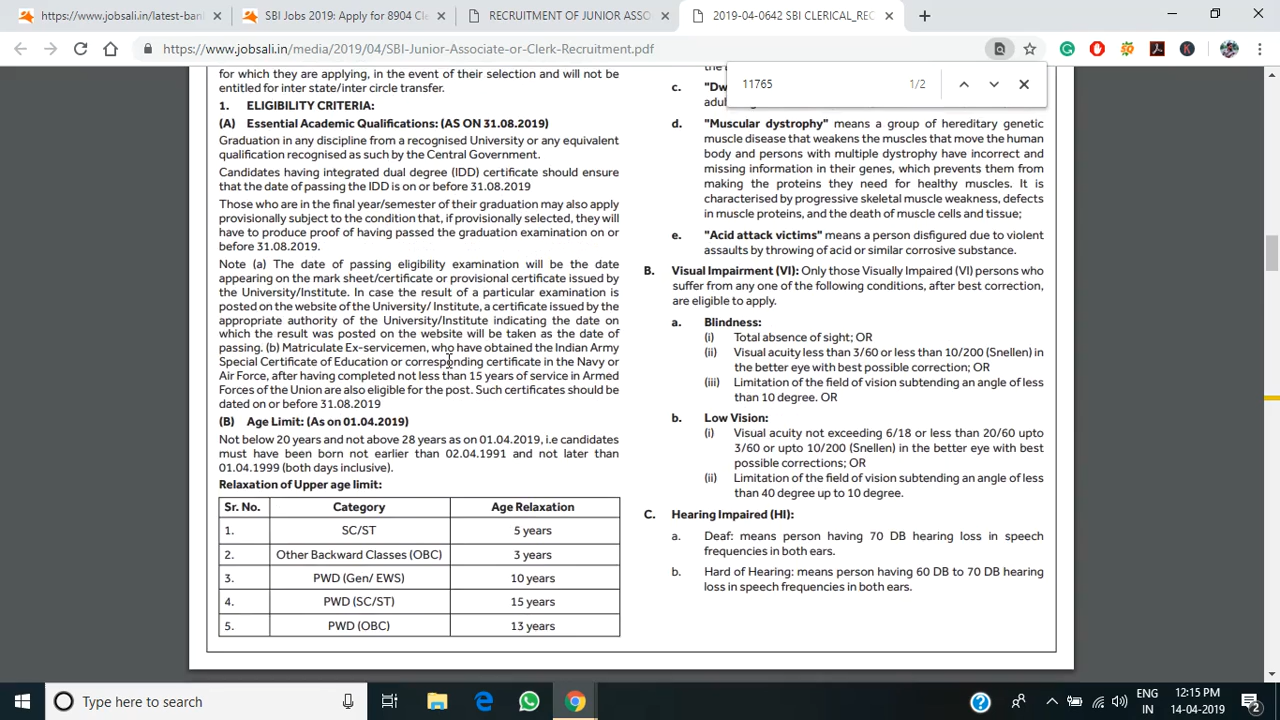 https://www.jobsali.in/latest-ban
SBI Jobs 2019: Apply for 8904 Cle
RECRUITMENT OF JUNIOR ASSO
2019-04-0642 SBI CLERICAL_REC
https://www.jobsali.in/media/2019/04/SBI-Junior-Associate-or-Clerk-Recruitment.pdf
11765
1/2
for which they are applying, in the event of their selection and will not be
entitled for inter state/inter circle transfer.
1. ELIGIBILITY CRITERIA:
(A) Essential Academic Qualifications: (AS ON 31.08.2019)
Graduation in any discipline from a recognised University or any equivalent
qualification recognised as such by the Central Government.
Candidates having integrated dual degree (IDD) certificate should ensure
that the date of passing the IDD is on or before 31.08.2019
Those who are in the final year/semester of their graduation may also apply
provisionally subject to the condition that, if provisionally selected, they will
have to produce proof of having passed the graduation examination on or
before 31.08.2019.
Note (a) The date of passing eligibility examination will be the date
appearing on the mark sheet/certificate or provisional certificate issued by
the University/Institute. In case the result of a particular examination is
posted on the website of the University/ Institute, a certificate issued by the
appropriate authority of the University/Institute indicating the date on
which the result was posted on the website will be taken as the date of
passing. (b) Matriculate Ex-servicemen, who have obtained the Indian Army
Special Certificate of Education or corresponding certificate in the Navy or
Air Force, after having completed not less than 15 years of service in Armed
Forces of the Union are also eligible for the post. Such certificates should be
dated on or before 31.08.2019
(B) Age Limit: (As on 01.04.2019)
Not below 20 years and not above 28 years as on 01.04.2019, i.e candidates
must have been born not earlier than 02.04.1991 and not later than
01.04.1999 (both days inclusive).
Relaxation of Upper age limit:
Sr. No. Category Age Relaxation
1. SC/ST 5 years
2. Other Backward Classes (OBC) 3 years
3. PWD (Gen/ EWS) 10 years
4. PWD (SC/ST) 15 years
5. PWD (OBC) 13 years
c. "Dw
adul
d. "Muscular dystrophy" means a group of hereditary genetic
muscle disease that weakens the muscles that move the human
body and persons with multiple dystrophy have incorrect and
missing information in their genes, which prevents them from
making the proteins they need for healthy muscles. It is
characterised by progressive skeletal muscle weakness, defects
in muscle proteins, and the death of muscle cells and tissue;
e. "Acid attack victims" means a person disfigured due to violent
assaults by throwing of acid or similar corrosive substance.
B. Visual Impairment (VI): Only those Visually Impaired (VI) persons who
suffer from any one of the following conditions, after best correction,
are eligible to apply.
a. Blindness:
(i) Total absence of sight; OR
(ii) Visual acuity less than 3/60 or less than 10/200 (Snellen) in
the better eye with best possible correction; OR
(iii) Limitation of the field of vision subtending an angle of less
than 10 degree. OR
b. Low Vision:
(i) Visual acuity not exceeding 6/18 or less than 20/60 upto
3/60 or upto 10/200 (Snellen) in the better eye with best
possible corrections; OR
(ii) Limitation of the field of vision subtending an angle of less
than 40 degree up to 10 degree.
C. Hearing Impaired (HI):
a. Deaf: means person having 70 DB hearing loss in speech
frequencies in both ears.
b. Hard of Hearing: means person having 60 DB to 70 DB hearing
loss in speech frequencies in both ears.
Type here to search
ENG
IN
12:15 PM
14-04-2019
2